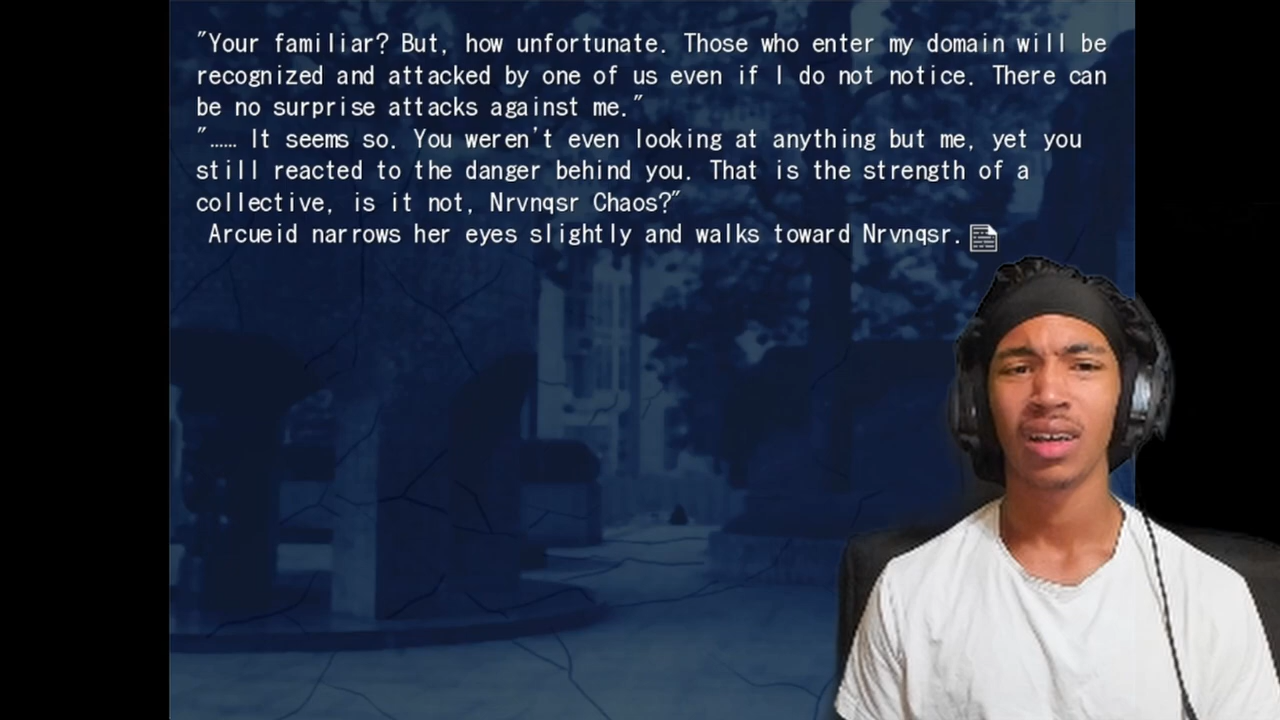 "Your familiar? But, how unfortunate. Those who enter my domain will be
recognized and attacked by one of us even if I do not notice. There can
be no surprise attacks against me."
"…… It seems so. You weren't even looking at anything but me, yet you
still reacted to the danger behind you. That is the strength of a
collective, is it not, Nrvnqsr Chaos?"
Arcueid narrows her eyes slightly and walks toward Nrvnqsr.